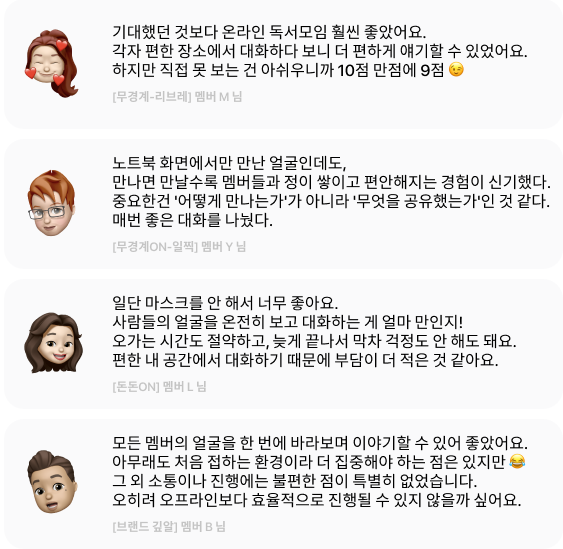 기대했던 것보다 온라인 독서모임 훨씬 좋았어요.
각자 편한 장소에서 대화하다 보니 더 편하게 얘기할 수 있었어요.
하지만 직접 못 보는 건 아쉬우니까 10점 만점에 9점 😉
[무경계-리브레] 멤버 M 님
노트북 화면에서만 만난 얼굴인데도,
만나면 만날수록 멤버들과 정이 쌓이고 편안해지는 경험이 신기했다.
중요한건 '어떻게 만나는가'가 아니라 '무엇을 공유했는가'인 것 같다.
매번 좋은 대화를 나눴다.
[무경계ON-일찍] 멤버 Y 님
일단 마스크를 안 해서 너무 좋아요.
사람들의 얼굴을 온전히 보고 대화하는 게 얼마 만인지!
오가는 시간도 절약하고, 늦게 끝나서 막차 걱정도 안 해도 돼요.
편한 내 공간에서 대화하기 때문에 부담이 더 적은 것 같아요.
[돈돈ON] 멤버 L 님
모든 멤버의 얼굴을 한 번에 바라보며 이야기할 수 있어 좋았어요.
아무래도 처음 접하는 환경이라 더 집중해야 하는 점은 있지만 😂
그 외 소통이나 진행에는 불편한 점이 특별히 없었습니다.
오히려 오프라인보다 효율적으로 진행될 수 있지 않을까 싶어요.
[브랜드 깊앎] 멤버 B 님